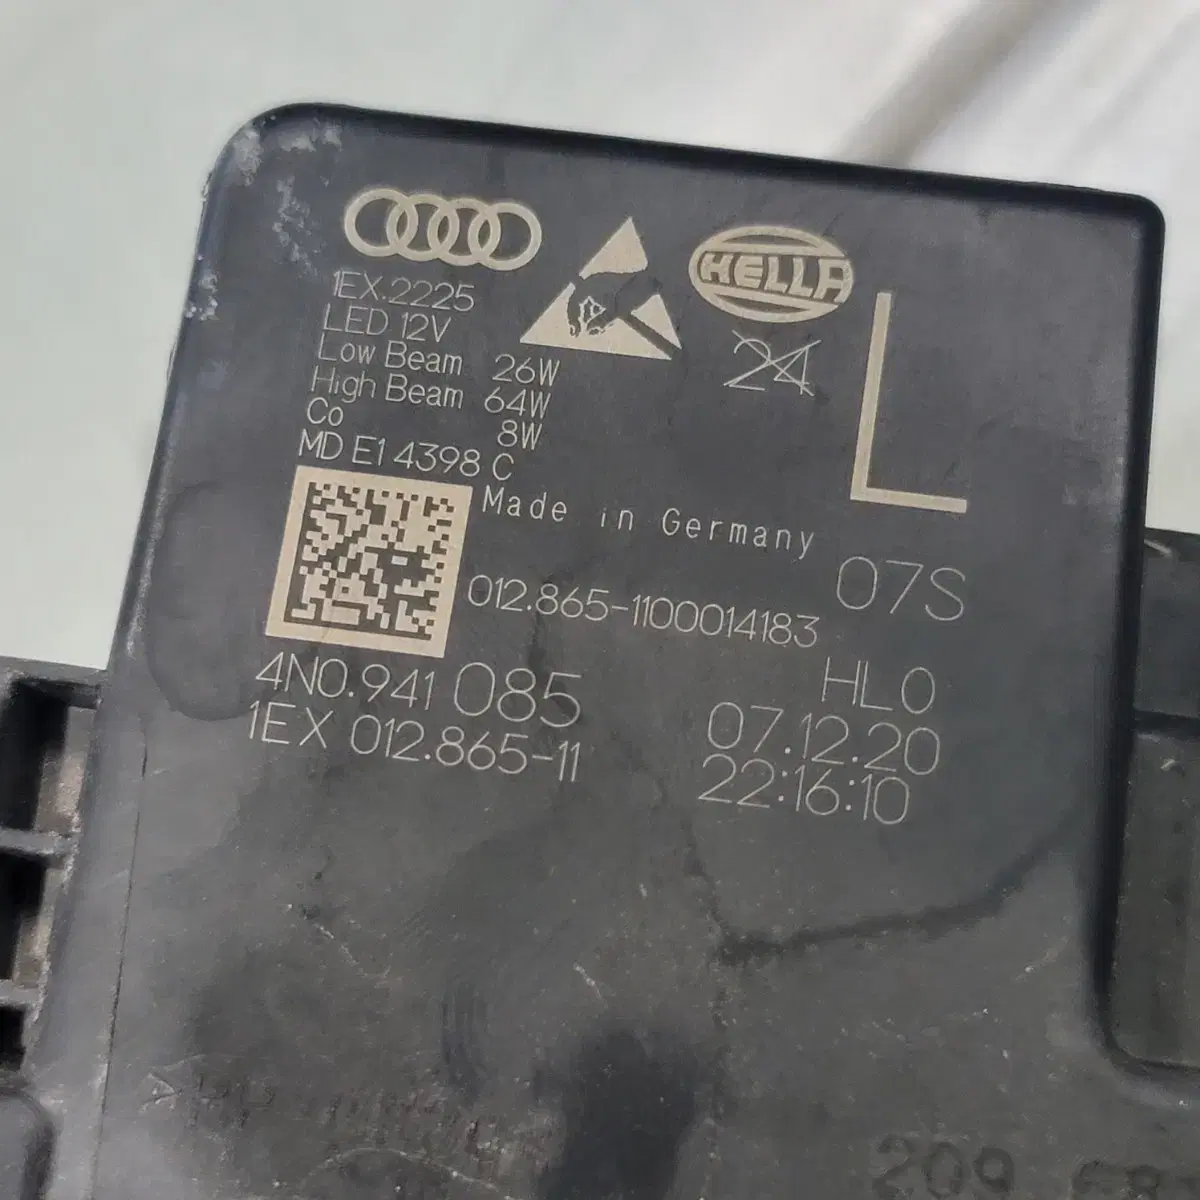 HELLA
1EX.2225
LED 12V
24
L
Low Beam 26W
High Beam 64W
Co 8W
MD E1 4398 C
Made in Germany
07S
012.865-1100014183
4N0.941 085
HL0
1EX 012.865-11
07.12.20
22:16:10
209